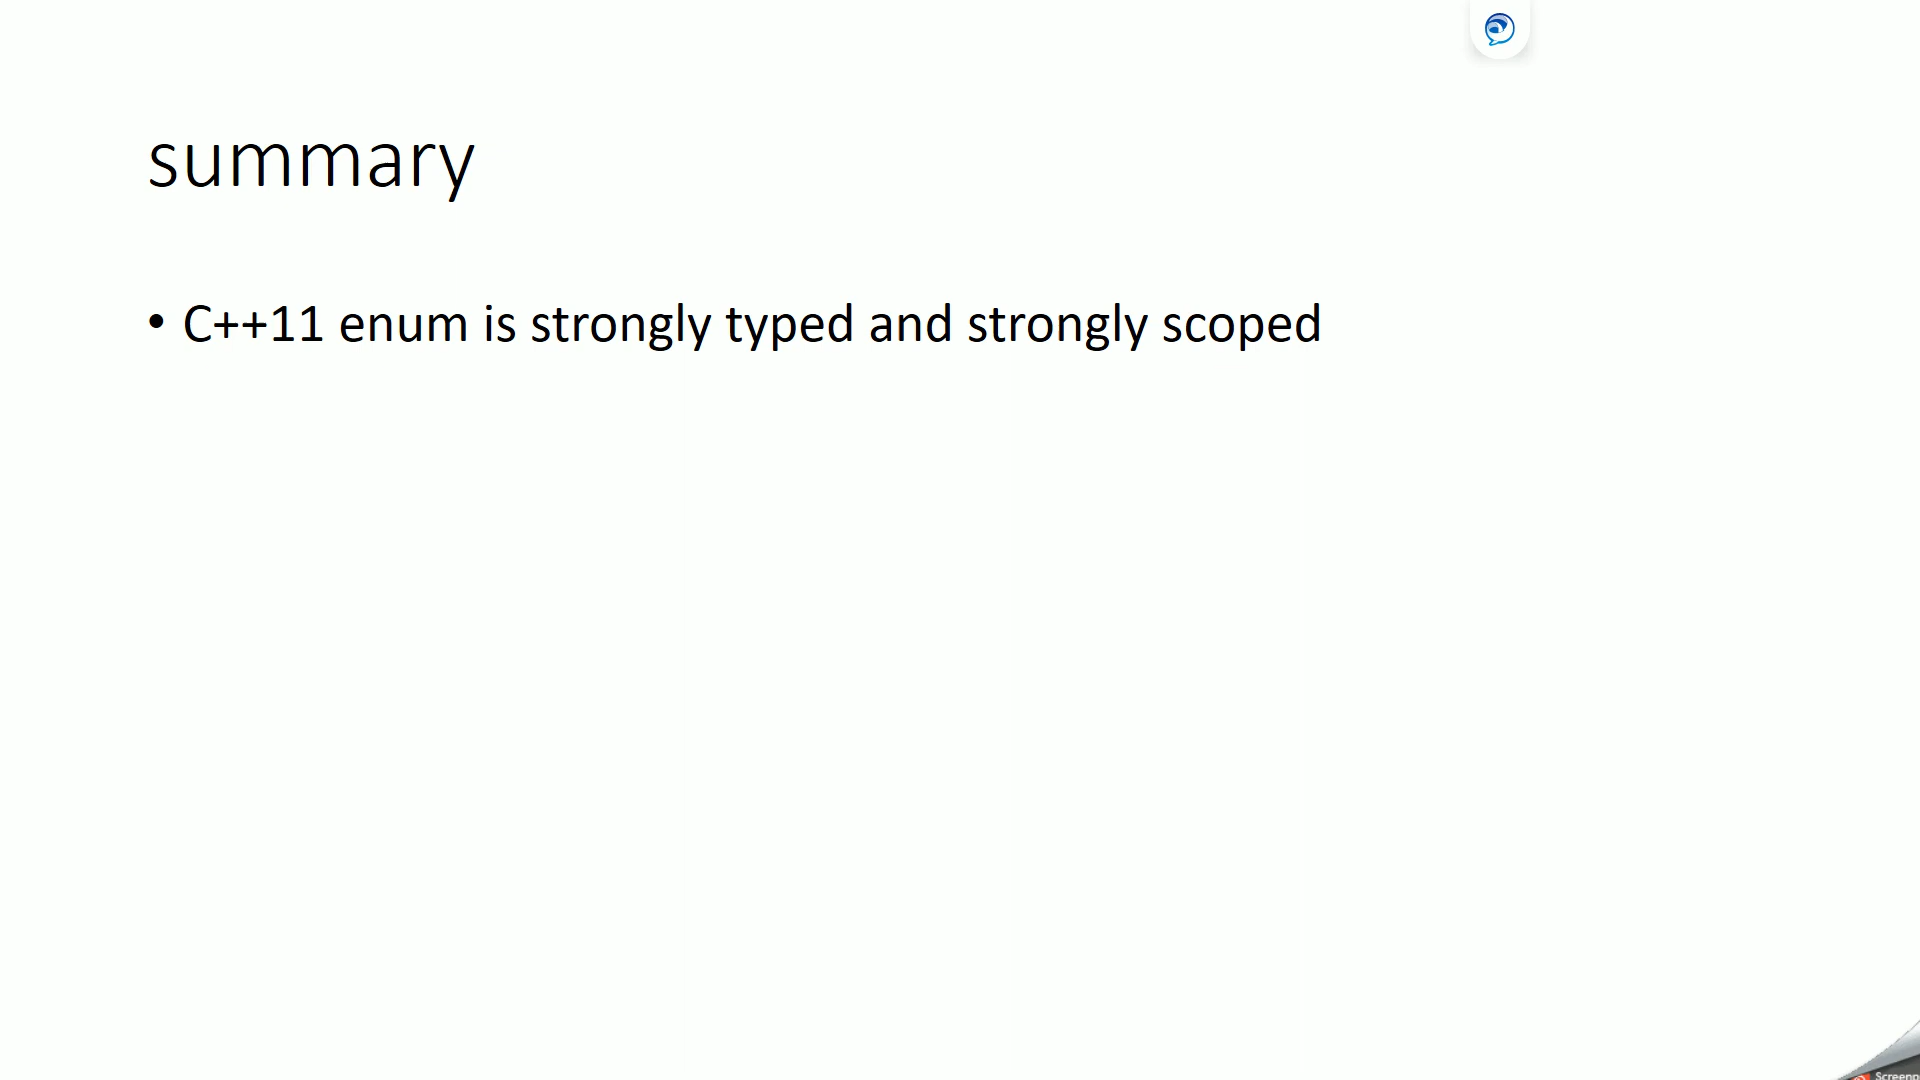 summary
• C++11 enum is strongly typed and strongly scoped